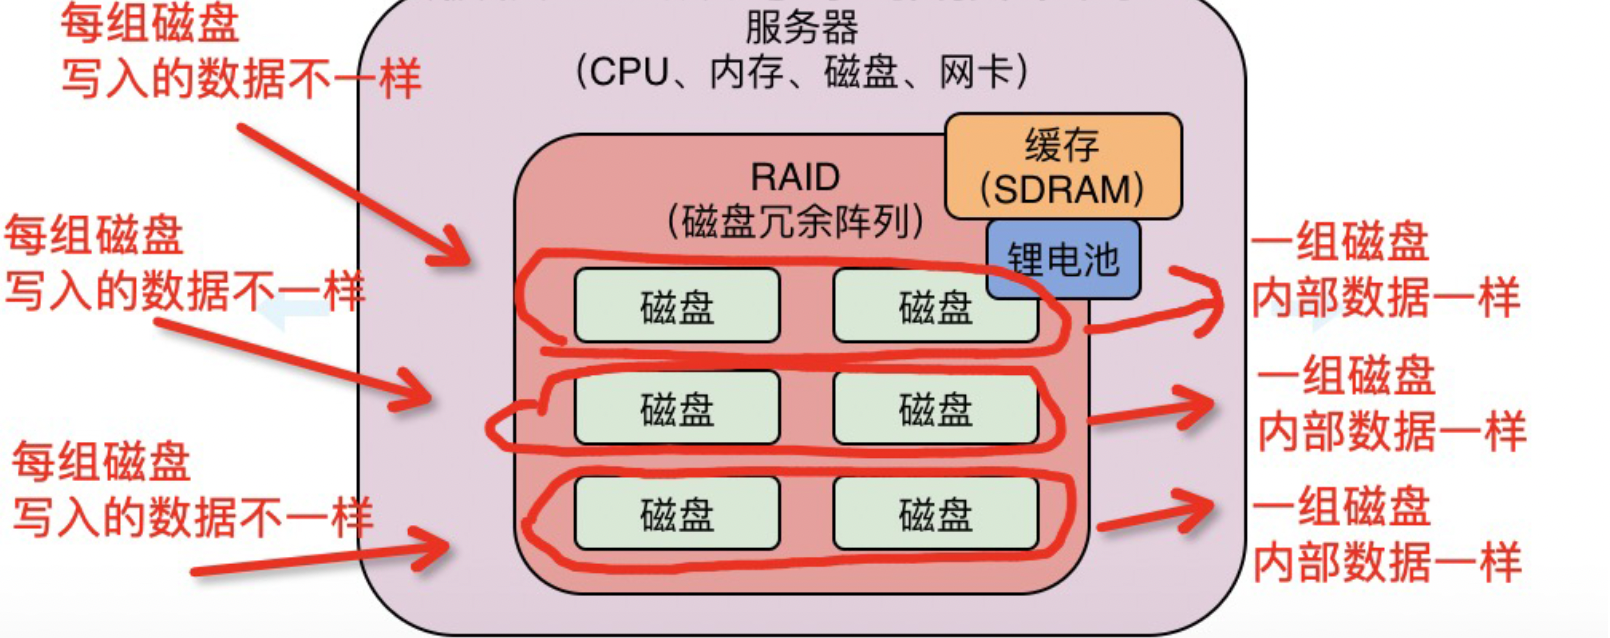 每组磁盘
写入的数据不一样
服务器
（CPU、内存、磁盘、网卡）
缓存
（SDRAM）
RAID
（磁盘冗余阵列）
锂电池
每组磁盘
写入的数据不一样
一组磁盘
内部数据一样
磁盘
磁盘
一组磁盘
内部数据一样
磁盘
磁盘
每组磁盘
写入的数据不一样
一组磁盘
内部数据一样
磁盘
磁盘